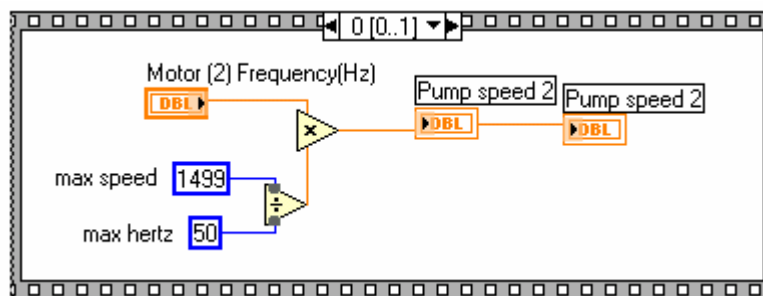 0 [0..1]
Motor (2) Frequency(Hz)
DBL
×
Pump speed 2
DBL
Pump speed 2
DBL
max speed 1499
÷
max hertz 50